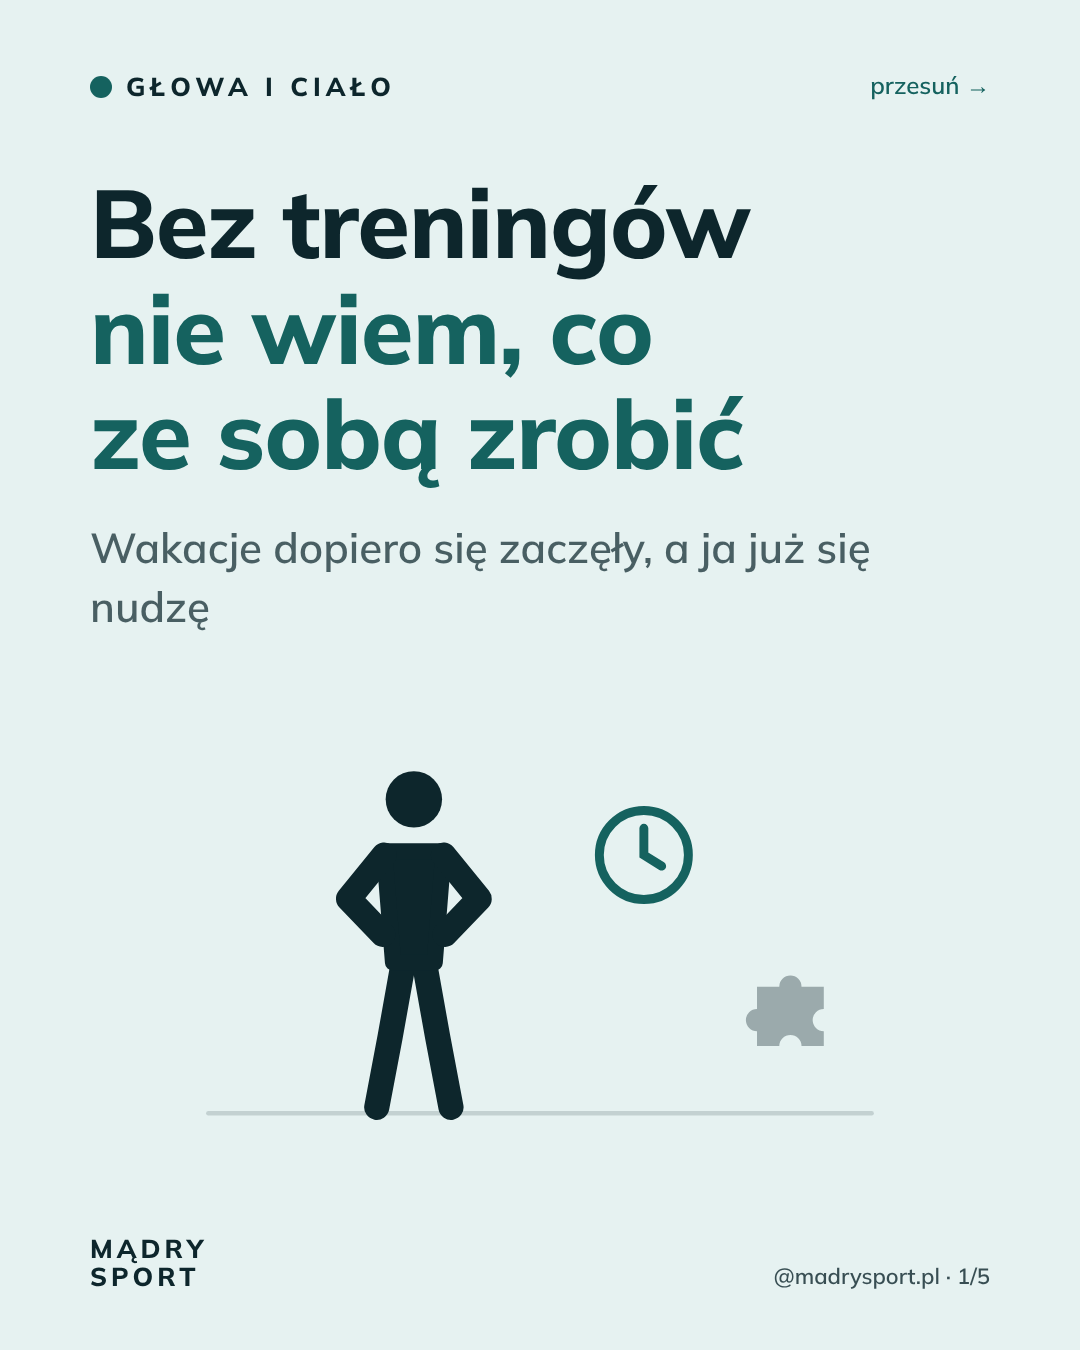 GŁOWA I CIAŁO
przesuń →
Bez treningów
nie wiem, co
ze sobą zrobić
Wakacje dopiero się zaczęły, a ja już się
nudzę
MĄDRY
SPORT
@madrysport.pl · 1/5